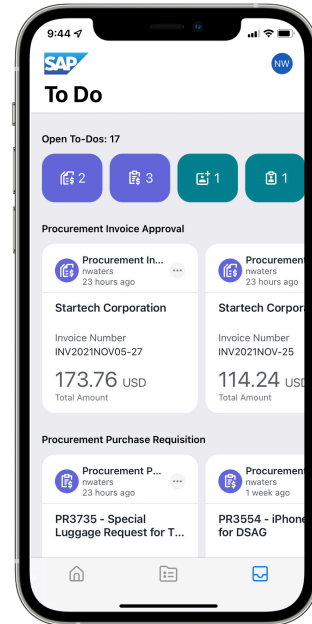 9:44
SAP
NW
To Do
Open To-Dos: 17
2
3
1
1
Procurement Invoice Approval
Procurement In...
nwaters
23 hours ago
Startech Corporation
Invoice Number
INV2021NOV05-27
173.76 USD
Total Amount
Procurement
nwaters
23 hours ago
Startech Corpora
Invoice Number
INV2021NOV-25
114.24 USD
Total Amount
Procurement Purchase Requisition
Procurement P...
nwaters
23 hours ago
PR3735 - Special
Luggage Request for T...
Procurement
nwaters
1 week ago
PR3554 - iPhone
for DSAG